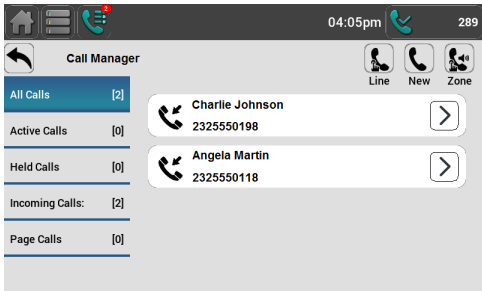 2
04:05pm
289
Call Manager
Line
New
Zone
All Calls [2]
Active Calls [0]
Held Calls [0]
Incoming Calls: [2]
Page Calls [0]
Charlie Johnson
2325550198
Angela Martin
2325550118